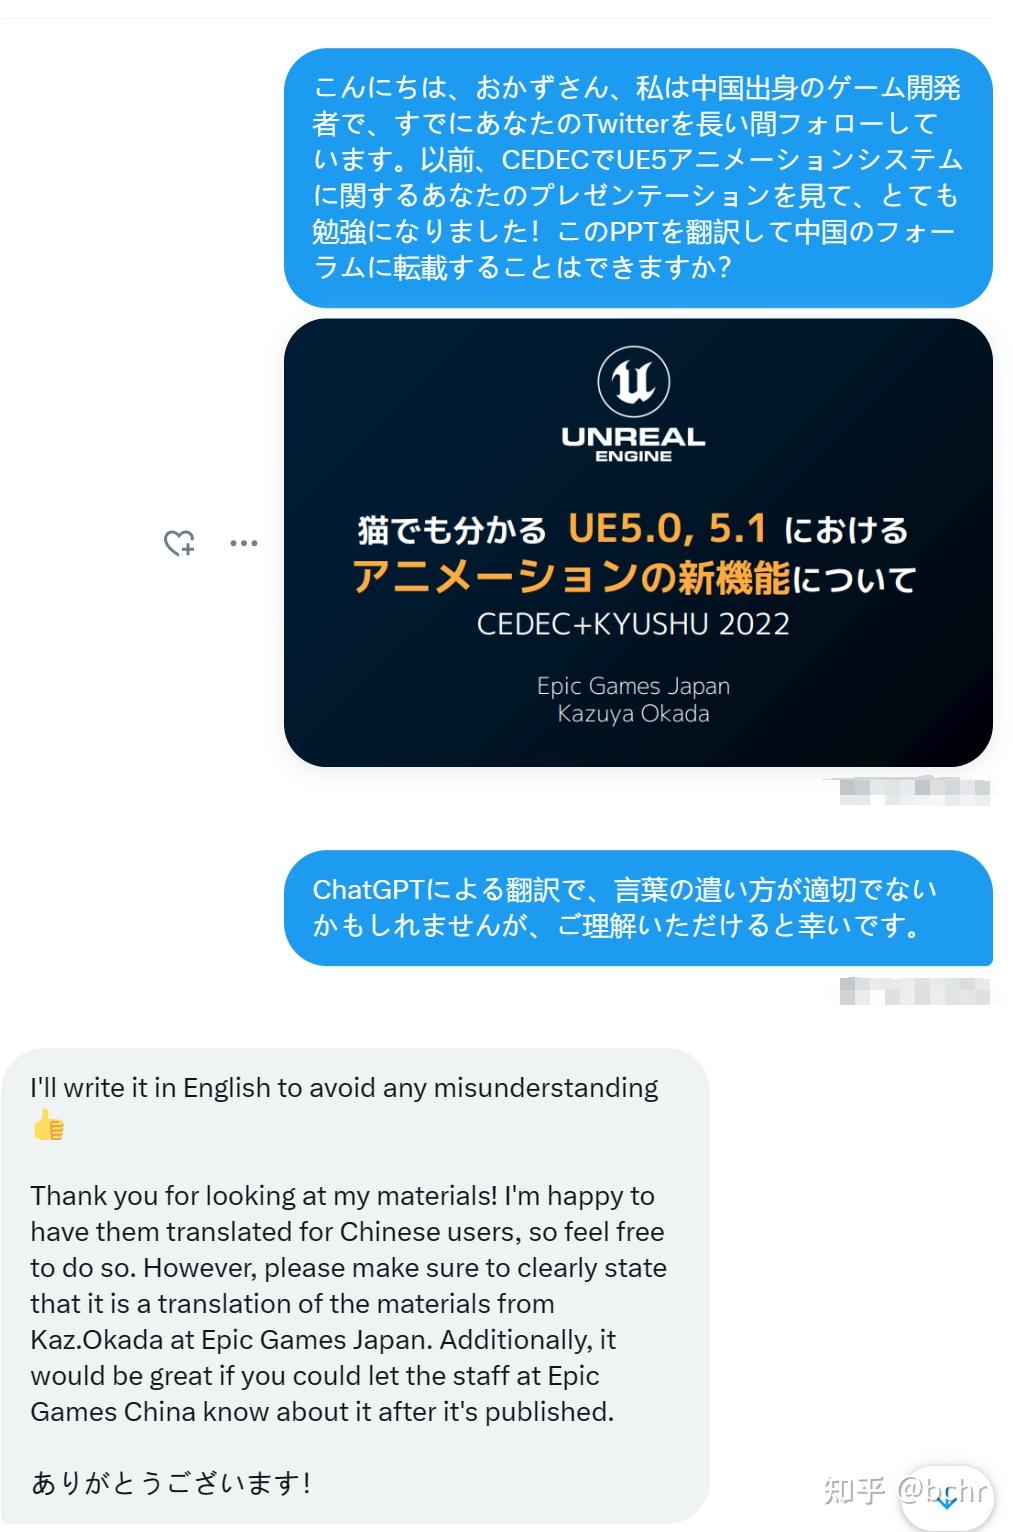 こんにちは、おかずさん、私は中国出身のゲーム開発
者で、すでにあなたのTwitterを長い間フォローして
います。以前、CEDECでUE5アニメーションシステム
に関するあなたのプレゼンテーションを見て、とても
勉強になりました！このPPTを翻訳して中国のフォー
ラムに転載することはできますか？
UNREAL
ENGINE
猫でも分かる UE5.0, 5.1 における
アニメーションの新機能について
CEDEC+KYUSHU 2022
Epic Games Japan
Kazuya Okada
ChatGPTによる翻訳で、言葉の遣い方が適切でない
かもしれませんが、ご理解いただけると幸いです。
I'll write it in English to avoid any misunderstanding
👍
Thank you for looking at my materials! I'm happy to
have them translated for Chinese users, so feel free
to do so. However, please make sure to clearly state
that it is a translation of the materials from
Kaz.Okada at Epic Games Japan. Additionally, it
would be great if you could let the staff at Epic
Games China know about it after it's published.
ありがとうございます！
知乎 @bchr